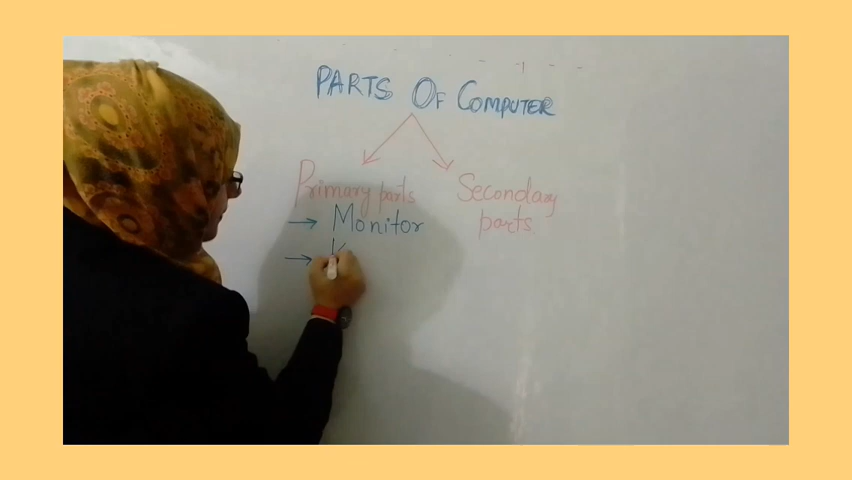 PARTS OF COMPUTER
Primary parts
→ Monitor
→ K
Secondary
parts